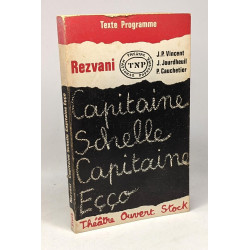 Texte Programme
Rezvani
TNP
J.P. Vincent
J. Jourdheuil
P. Cauchetier
Capitaine
Schelle
Capitaine
Eçço
Théâtre Ouvert Stock